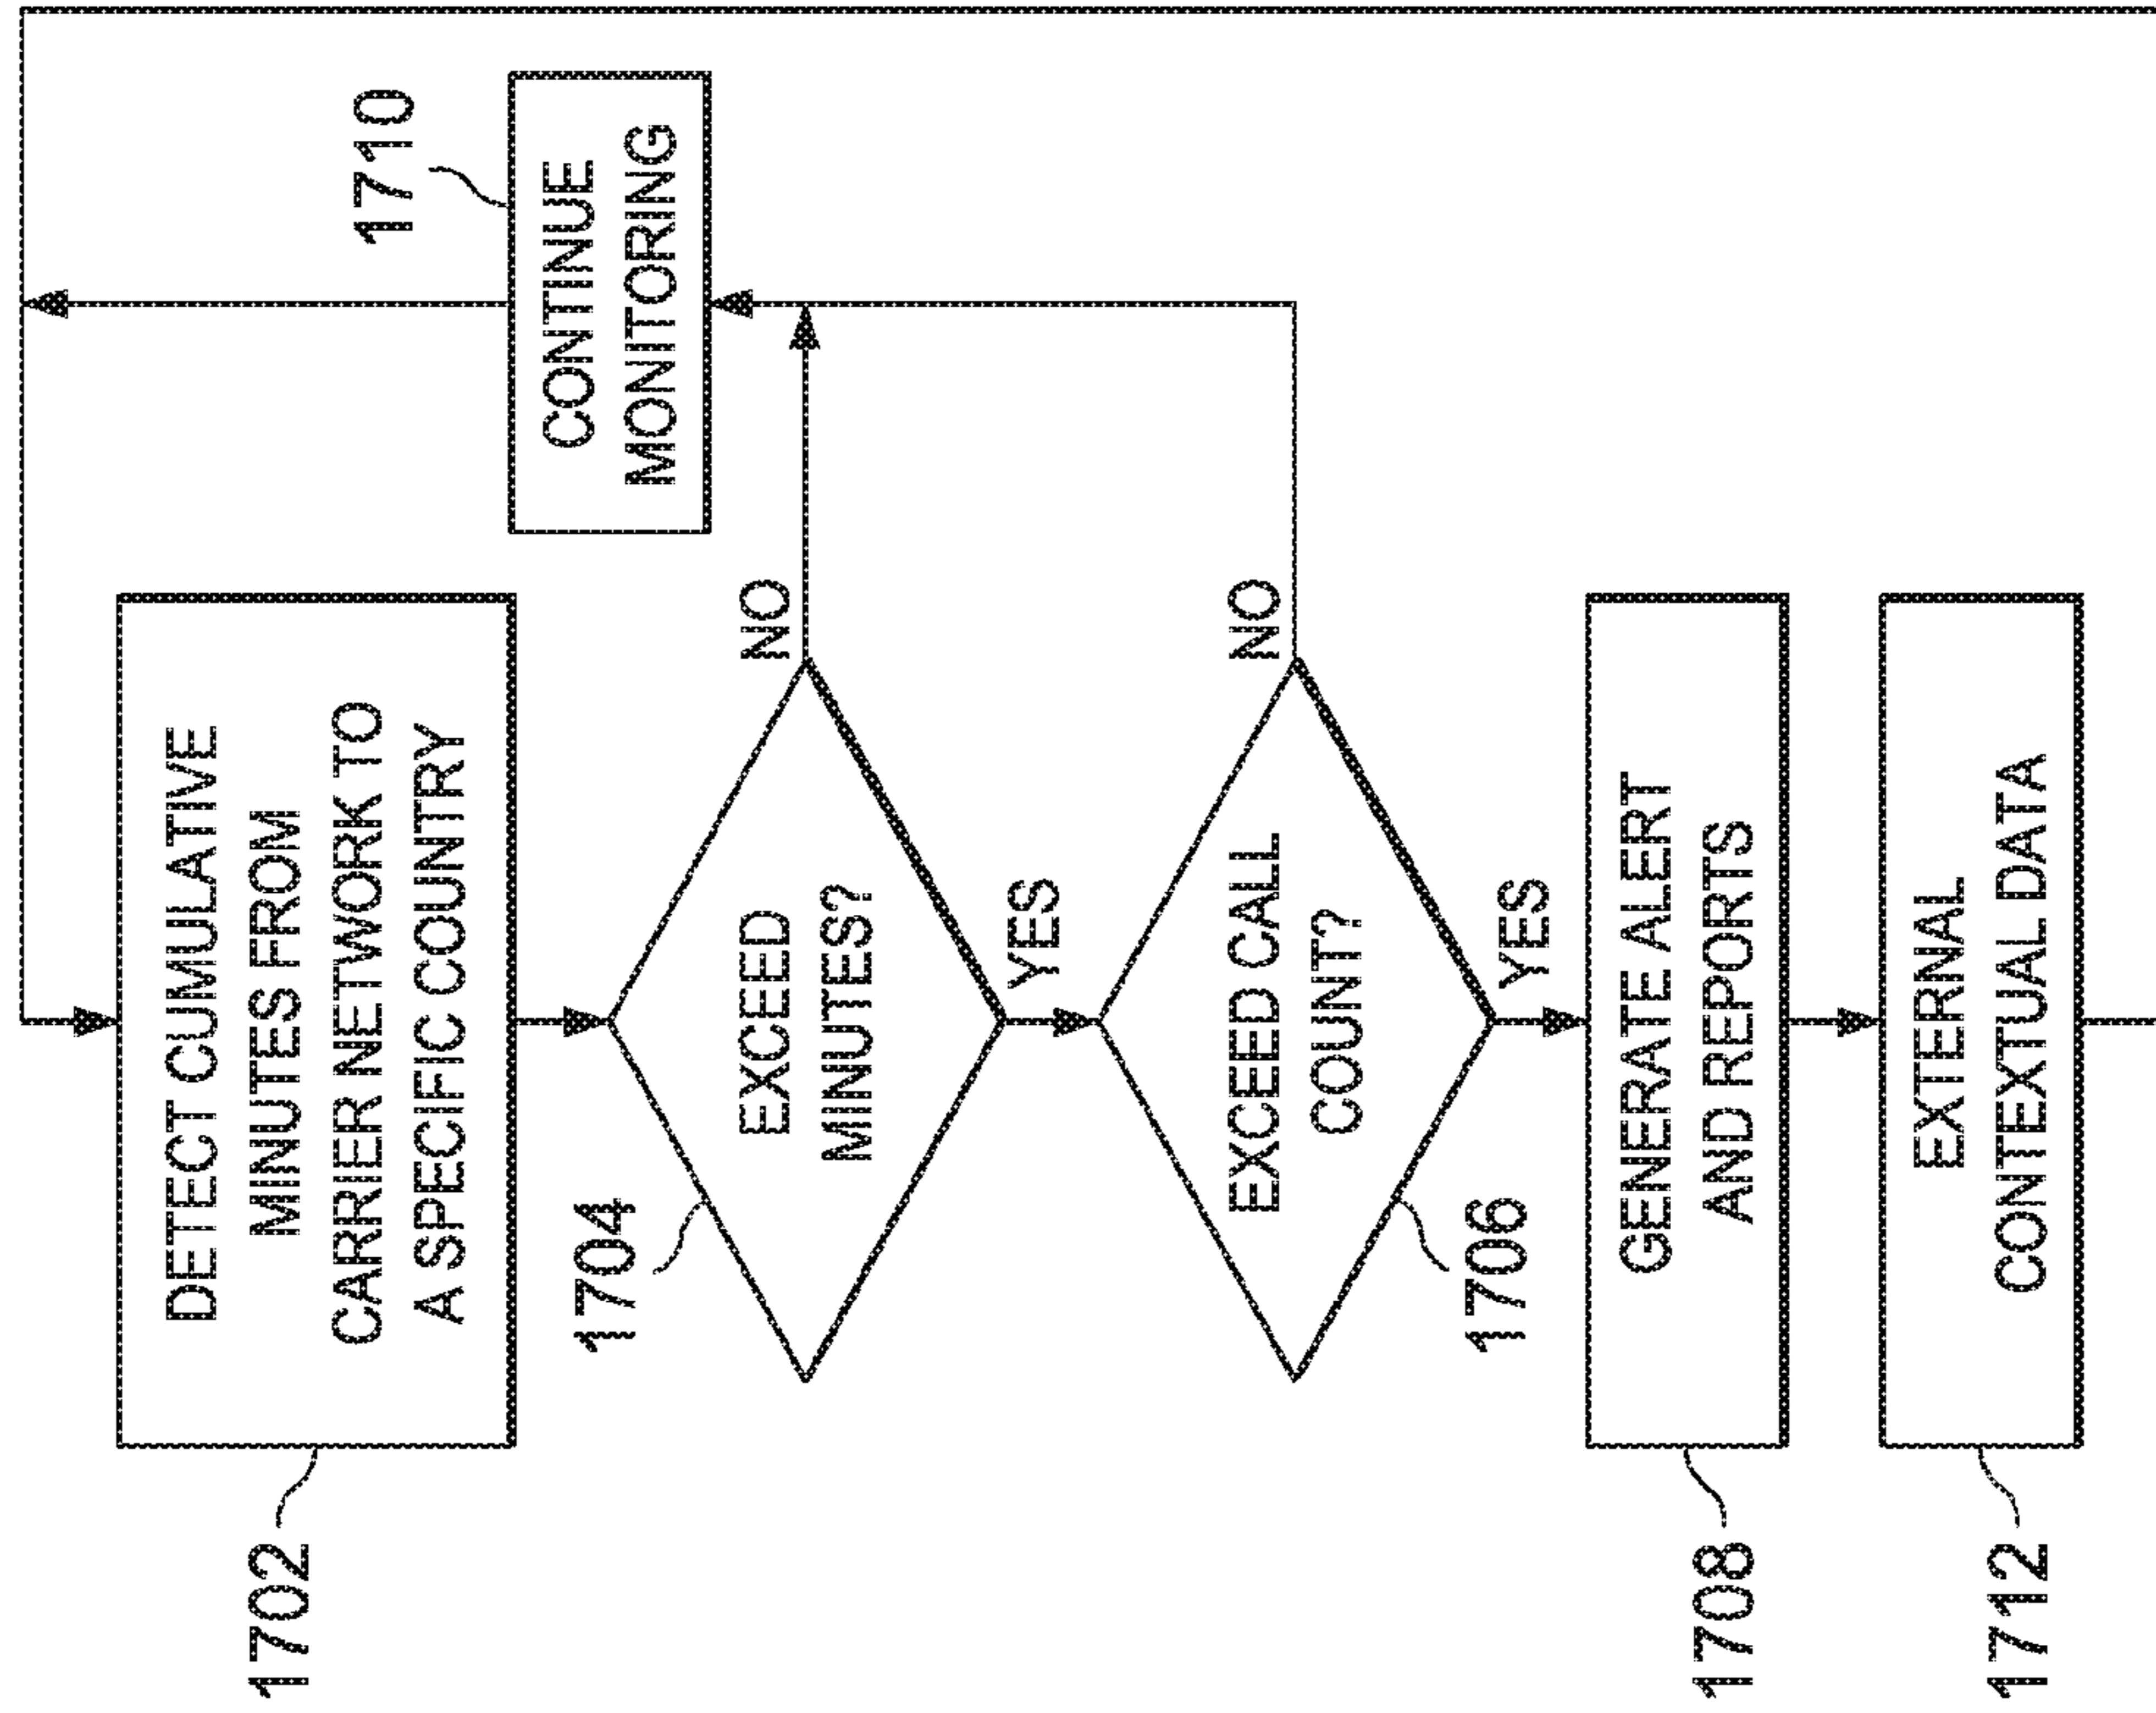 1702
DETECT CUMULATIVE
MINUTES FROM
CARRIER NETWORK TO
A SPECIFIC COUNTRY
1704
EXCEED
MINUTES?
NO
YES
1710
CONTINUE
MONITORING
EXCEED CALL
COUNT?
NO
1706
YES
1708
GENERATE ALERT
AND REPORTS
1712
EXTERNAL
CONTEXTUAL DATA